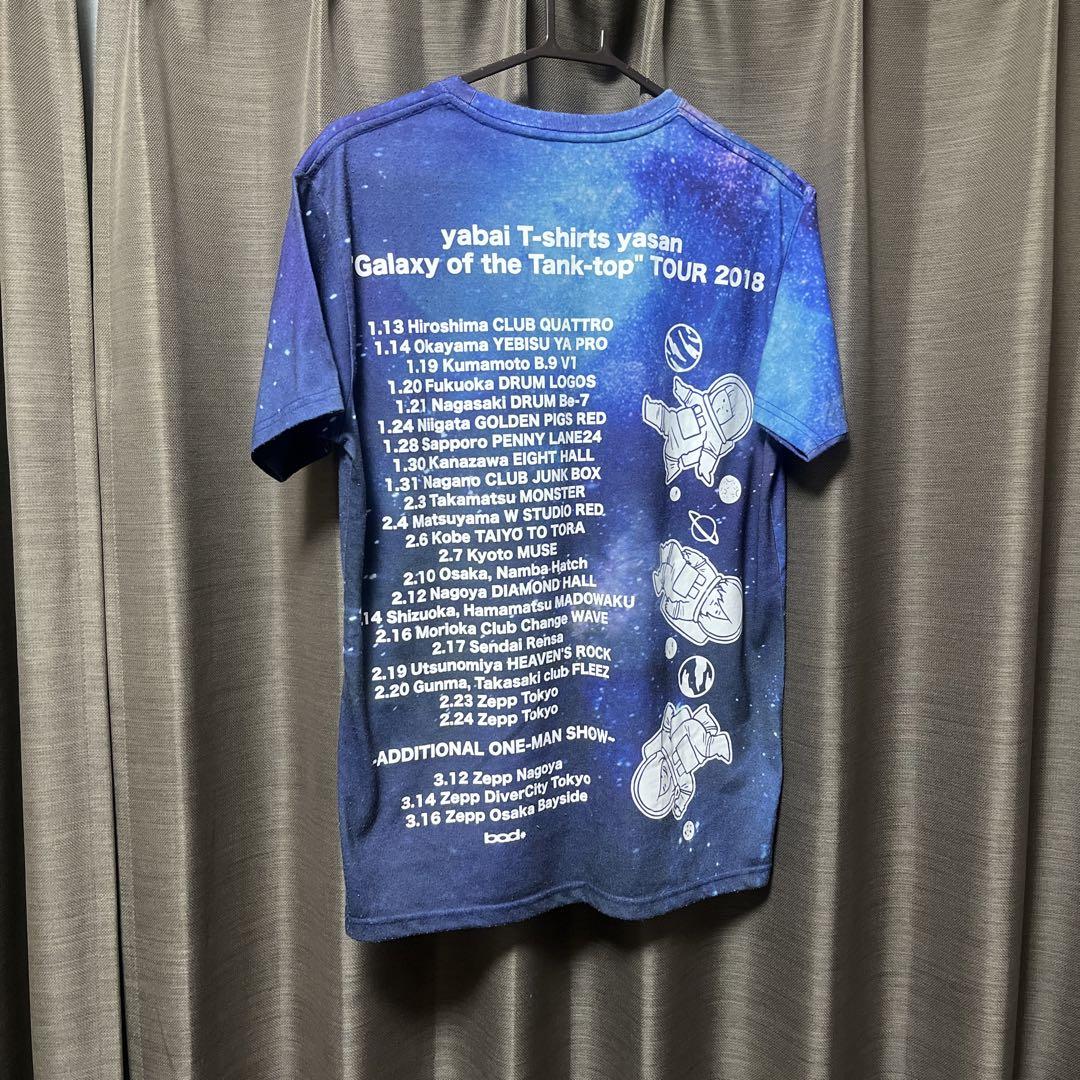 yabai T-shirts yasan
"Galaxy of the Tank-top" TOUR 2018
1.13 Hiroshima CLUB QUATTRO
1.14 Okayama YEBISU YA PRO
1.19 Kumamoto B.9 V1
1.20 Fukuoka DRUM LOGOS
1.21 Nagasaki DRUM Be-7
1.24 Niigata GOLDEN PIGS RED
1.28 Sapporo PENNY LANE24
1.30 Kanazawa EIGHT HALL
1.31 Nagano CLUB JUNK BOX
2.3 Takamatsu MONSTER
2.4 Matsuyama W STUDIO RED
2.6 Kobe TAIYO TO TORA
2.7 Kyoto MUSE
2.10 Osaka, Namba Hatch
2.12 Nagoya DIAMOND HALL
.14 Shizuoka, Hamamatsu MADOWAKU
2.16 Morioka Club Change WAVE
2.17 Sendai Rensa
2.19 Utsunomiya HEAVEN'S ROCK
2.20 Gunma, Takasaki club FLEEZ
2.23 Zepp Tokyo
2.24 Zepp Tokyo
-ADDITIONAL ONE-MAN SHOW-
3.12 Zepp Nagoya
3.14 Zepp DiverCity Tokyo
3.16 Zepp Osaka Bayside
bad+